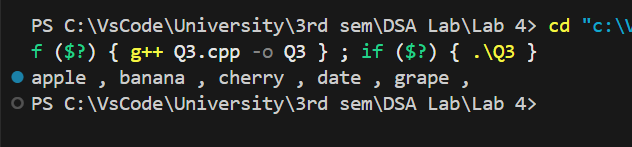 PS C:\VsCode\University\3rd sem\DSA Lab\Lab 4> cd "c:\V
f ($?) { g++ Q3.cpp -o Q3 } ; if ($?) { .\Q3 }
apple , banana , cherry , date , grape ,
PS C:\VsCode\University\3rd sem\DSA Lab\Lab 4>